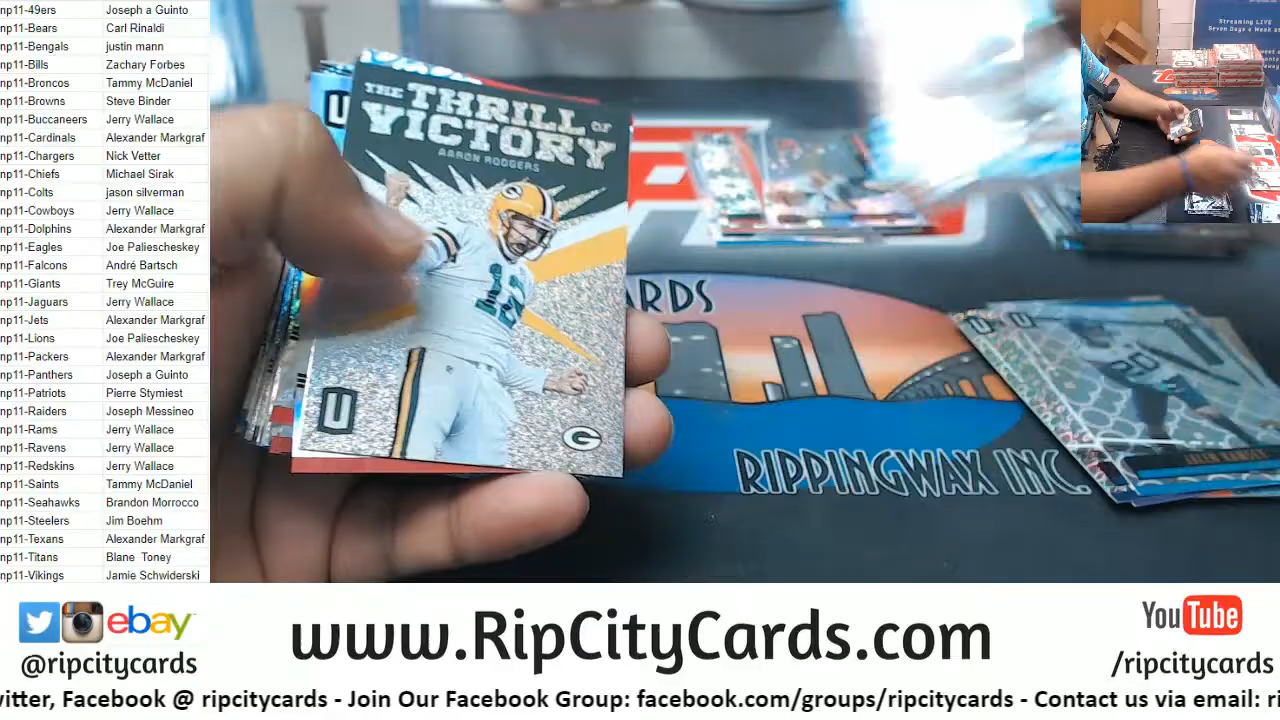 np11-49ers Joseph a Guinto
np11-Bears Carl Rinaldi
np11-Bengals justin mann
np11-Bills Zachary Forbes
np11-Broncos Tammy McDaniel
np11-Browns Steve Binder
np11-Buccaneers Jerry Wallace
np11-Cardinals Alexander Markgraf
np11-Chargers Nick Vetter
np11-Chiefs Michael Sirak
np11-Colts jason silverman
np11-Cowboys Jerry Wallace
np11-Dolphins Alexander Markgraf
np11-Eagles Joe Paliescheskey
np11-Falcons André Bartsch
np11-Giants Trey McGuire
np11-Jaguars Jerry Wallace
np11-Jets Alexander Markgraf
np11-Lions Joe Paliescheskey
np11-Packers Alexander Markgraf
np11-Panthers Joseph a Guinto
np11-Patriots Pierre Stymiest
np11-Raiders Joseph Messineo
np11-Rams Jerry Wallace
np11-Ravens Jerry Wallace
np11-Redskins Jerry Wallace
np11-Saints Tammy McDaniel
np11-Seahawks Brandon Morrocco
np11-Steelers Jim Boehm
np11-Texans Alexander Markgraf
np11-Titans Blane Toney
np11-Vikings Jamie Schwiderski
THE THRILL OF
VICTORY
AARON RODGERS
12
U
G
ARDS
RIPPINGWAX INC.
U
JALEN RAMSEY
Streaming LIVE
Seven Days a Week
ebay
@ripcitycards
www.RipCityCards.com
YouTube
/ripcitycards
witter, Facebook @ ripcitycards - Join Our Facebook Group: facebook.com/groups/ripcitycards - Contact us via email: ri